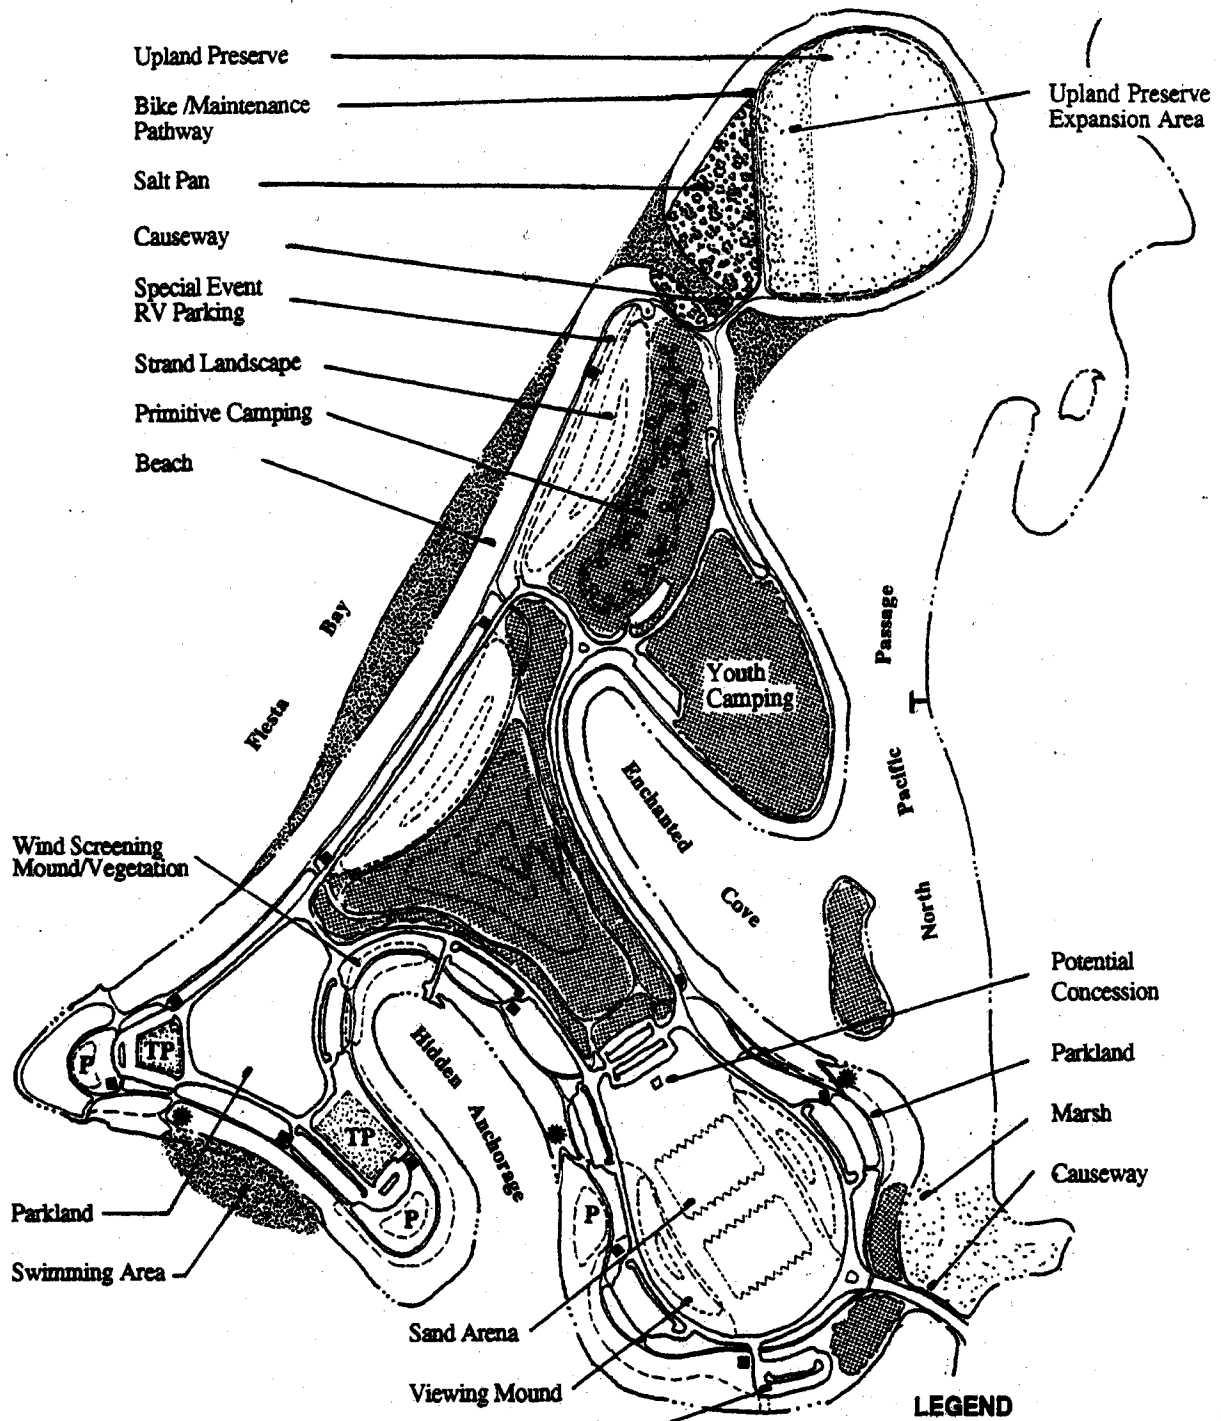 Upland Preserve
Bike /Maintenance
Pathway
Salt Pan
Causeway
Special Event
RV Parking
Strand Landscape
Primitive Camping
Beach
Upland Preserve
Expansion Area
Fiesta Bay
Youth
Camping
North Pacific Passage
Enchanted Cove
Wind Screening
Mound/Vegetation
Potential
Concession
Parkland
Marsh
Causeway
Hidden Anchorage
P
TP
TP
P
P
Parkland
Swimming Area
Sand Arena
Viewing Mound
LEGEND